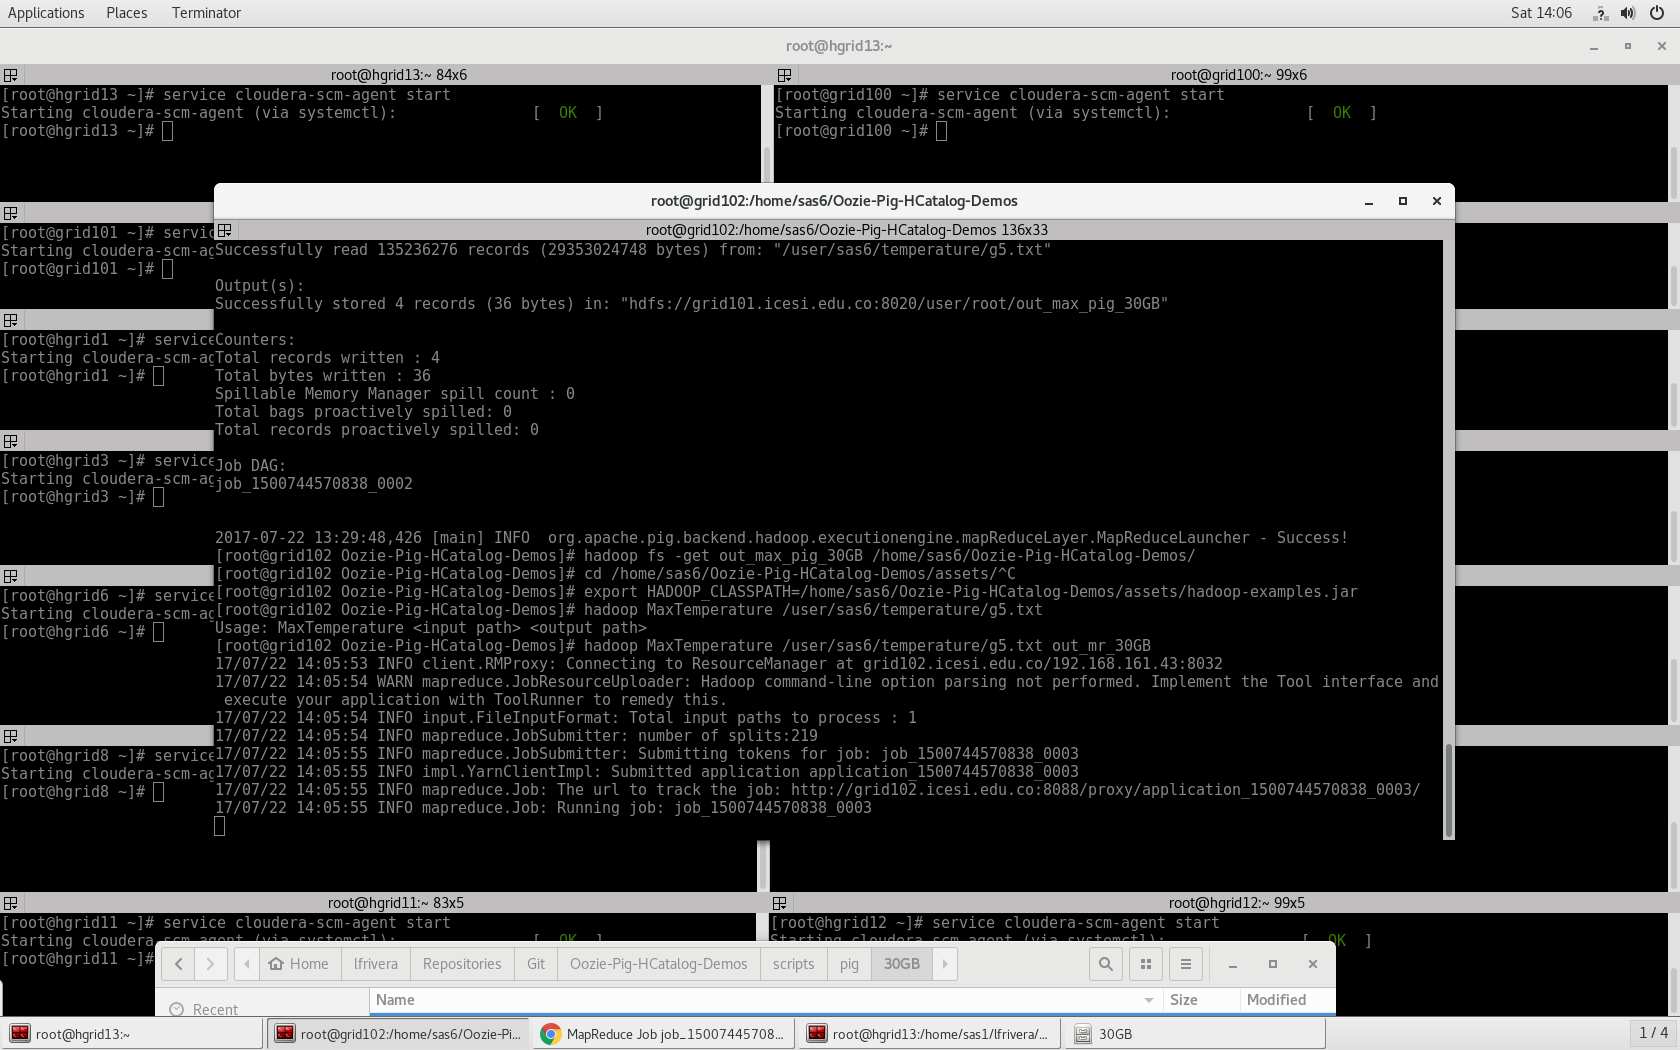 Applications Places Terminator Sat 14:06
root@hgrid13:~
root@hgrid13:~ 84x6
[root@hgrid13 ~]# service cloudera-scm-agent start
Starting cloudera-scm-agent (via systemctl): [ OK ]
[root@hgrid13 ~]#
root@grid100:~ 99x6
[root@grid100 ~]# service cloudera-scm-agent start
Starting cloudera-scm-agent (via systemctl): [ OK ]
[root@grid100 ~]#
[root@grid101 ~]# servic
Starting cloudera-scm-ag
[root@grid101 ~]#
[root@hgrid1 ~]# service
Starting cloudera-scm-ag
[root@hgrid1 ~]#
[root@hgrid3 ~]# service
Starting cloudera-scm-ag
[root@hgrid3 ~]#
[root@hgrid6 ~]# service
Starting cloudera-scm-ag
[root@hgrid6 ~]#
[root@hgrid8 ~]# service
Starting cloudera-scm-ag
[root@hgrid8 ~]#
root@grid102:/home/sas6/Oozie-Pig-HCatalog-Demos
root@grid102:/home/sas6/Oozie-Pig-HCatalog-Demos 136x33
Successfully read 135236276 records (29353024748 bytes) from: "/user/sas6/temperature/g5.txt"
Output(s):
Successfully stored 4 records (36 bytes) in: "hdfs://grid101.icesi.edu.co:8020/user/root/out_max_pig_30GB"
Counters:
Total records written : 4
Total bytes written : 36
Spillable Memory Manager spill count : 0
Total bags proactively spilled: 0
Total records proactively spilled: 0
Job DAG:
job_1500744570838_0002
2017-07-22 13:29:48,426 [main] INFO  org.apache.pig.backend.hadoop.executionengine.mapReduceLayer.MapReduceLauncher - Success!
[root@grid102 Oozie-Pig-HCatalog-Demos]# hadoop fs -get out_max_pig_30GB /home/sas6/Oozie-Pig-HCatalog-Demos/
[root@grid102 Oozie-Pig-HCatalog-Demos]# cd /home/sas6/Oozie-Pig-HCatalog-Demos/assets/^C
[root@grid102 Oozie-Pig-HCatalog-Demos]# export HADOOP_CLASSPATH=/home/sas6/Oozie-Pig-HCatalog-Demos/assets/hadoop-examples.jar
[root@grid102 Oozie-Pig-HCatalog-Demos]# hadoop MaxTemperature /user/sas6/temperature/g5.txt
Usage: MaxTemperature <input path> <output path>
[root@grid102 Oozie-Pig-HCatalog-Demos]# hadoop MaxTemperature /user/sas6/temperature/g5.txt out_mr_30GB
17/07/22 14:05:53 INFO client.RMProxy: Connecting to ResourceManager at grid102.icesi.edu.co/192.168.161.43:8032
17/07/22 14:05:54 WARN mapreduce.JobResourceUploader: Hadoop command-line option parsing not performed. Implement the Tool interface and
execute your application with ToolRunner to remedy this.
17/07/22 14:05:54 INFO input.FileInputFormat: Total input paths to process : 1
17/07/22 14:05:54 INFO mapreduce.JobSubmitter: number of splits:219
17/07/22 14:05:55 INFO mapreduce.JobSubmitter: Submitting tokens for job: job_1500744570838_0003
17/07/22 14:05:55 INFO impl.YarnClientImpl: Submitted application application_1500744570838_0003
17/07/22 14:05:55 INFO mapreduce.Job: The url to track the job: http://grid102.icesi.edu.co:8088/proxy/application_1500744570838_0003/
17/07/22 14:05:55 INFO mapreduce.Job: Running job: job_1500744570838_0003
root@hgrid11:~ 83x5
[root@hgrid11 ~]# service cloudera-scm-agent start
Starting cloudera-scm-agent (via systemctl): [ OK ]
[root@hgrid11 ~]#
root@hgrid12:~ 99x5
[root@hgrid12 ~]# service cloudera-scm-agent start
Starting cloudera-scm-agent (via systemctl): [ OK ]
Home lfrivera Repositories Git Oozie-Pig-HCatalog-Demos scripts pig 30GB
Recent Name Size Modified
root@hgrid13:~ root@grid102:/home/sas6/Oozie-Pi... MapReduce Job job_15007445708... root@hgrid13:/home/sas1/lfrivera/... 30GB 1 / 4